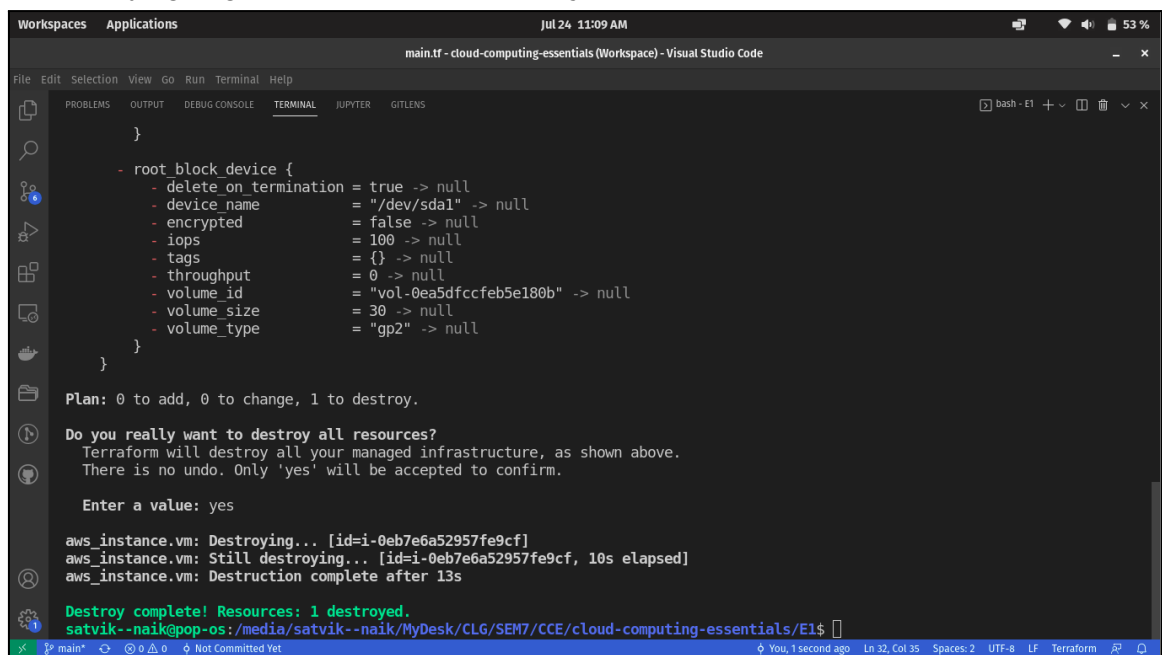 Workspaces Applications Jul 24 11:09 AM 53 %
main.tf - cloud-computing-essentials (Workspace) - Visual Studio Code
File Edit Selection View Go Run Terminal Help
PROBLEMS OUTPUT DEBUG CONSOLE TERMINAL JUPYTER GITLENS bash - E1
}
- root_block_device {
- delete_on_termination = true -> null
- device_name = "/dev/sda1" -> null
- encrypted = false -> null
- iops = 100 -> null
- tags = {} -> null
- throughput = 0 -> null
- volume_id = "vol-0ea5dfccfeb5e180b" -> null
- volume_size = 30 -> null
- volume_type = "gp2" -> null
}
}
Plan: 0 to add, 0 to change, 1 to destroy.
Do you really want to destroy all resources?
Terraform will destroy all your managed infrastructure, as shown above.
There is no undo. Only 'yes' will be accepted to confirm.
Enter a value: yes
aws_instance.vm: Destroying... [id=i-0eb7e6a52957fe9cf]
aws_instance.vm: Still destroying... [id=i-0eb7e6a52957fe9cf, 10s elapsed]
aws_instance.vm: Destruction complete after 13s
Destroy complete! Resources: 1 destroyed.
satvik--naik@pop-os:/media/satvik--naik/MyDesk/CLG/SEM7/CCE/cloud-computing-essentials/E1$
main* 0 0 Not Committed Yet You, 1 second ago Ln 32, Col 35 Spaces: 2 UTF-8 LF Terraform
6
1